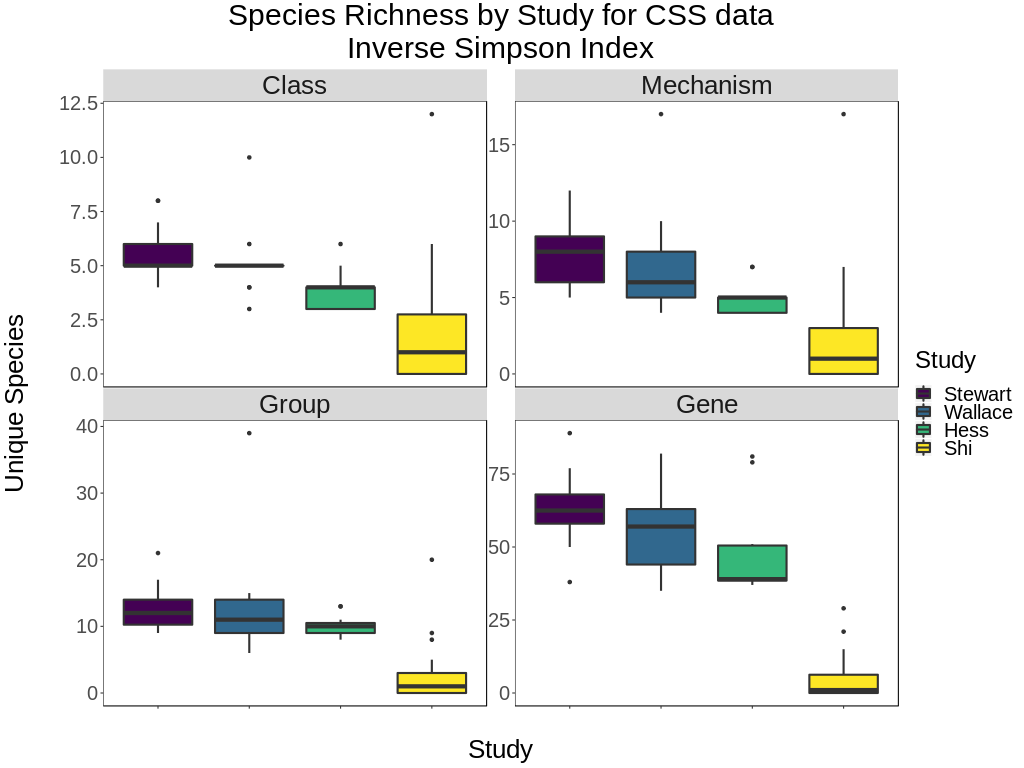 Species Richness by Study for CSS data
Inverse Simpson Index
Class
Mechanism
12.5
10.0
7.5
5.0
2.5
0.0
15
10
5
0
Group
Gene
40
30
20
10
0
75
50
25
0
Unique Species
Study
Study
Stewart
Wallace
Hess
Shi